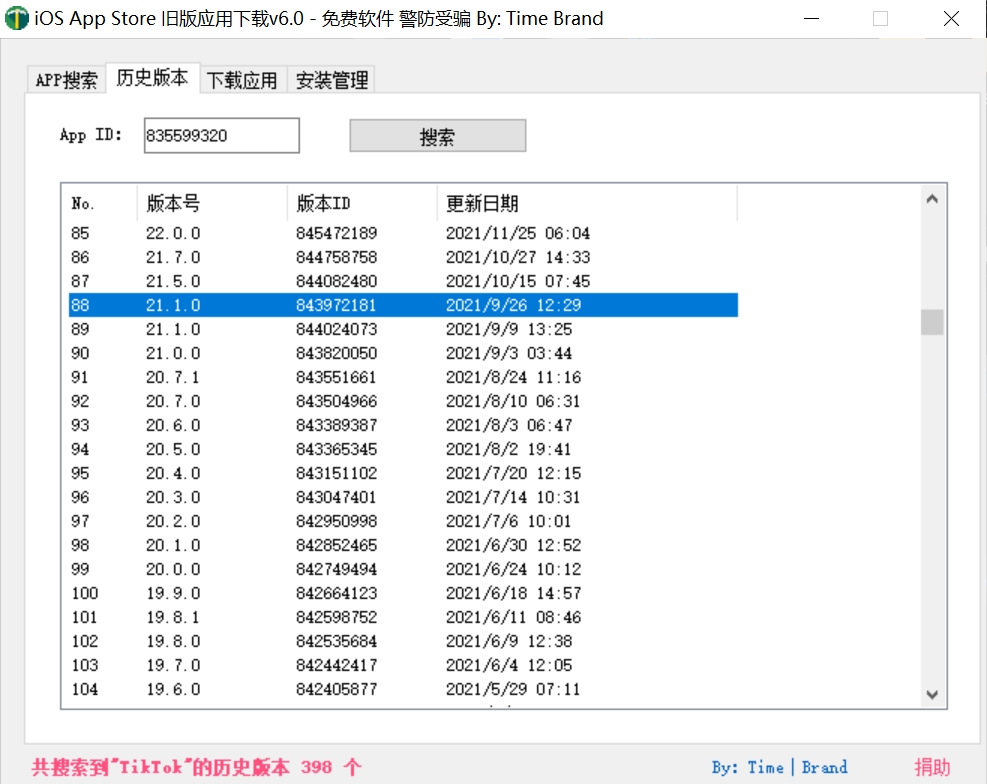 iOS App Store 旧版应用下载v6.0 - 免费软件 警防受骗 By: Time Brand
APP搜索 历史版本 下载应用 安装管理
App ID: 835599320 搜索
No. 版本号 版本ID 更新日期
85 22.0.0 845472189 2021/11/25 06:04
86 21.7.0 844758758 2021/10/27 14:33
87 21.5.0 844082480 2021/10/15 07:45
88 21.1.0 843972181 2021/9/26 12:29
89 21.1.0 844024073 2021/9/9 13:25
90 21.0.0 843820050 2021/9/3 03:44
91 20.7.1 843551661 2021/8/24 11:16
92 20.7.0 843504966 2021/8/10 06:31
93 20.6.0 843389387 2021/8/3 06:47
94 20.5.0 843365345 2021/8/2 19:41
95 20.4.0 843151102 2021/7/20 12:15
96 20.3.0 843047401 2021/7/14 10:31
97 20.2.0 842950998 2021/7/6 10:01
98 20.1.0 842852465 2021/6/30 12:52
99 20.0.0 842749494 2021/6/24 10:12
100 19.9.0 842664123 2021/6/18 14:57
101 19.8.1 842598752 2021/6/11 08:46
102 19.8.0 842535684 2021/6/9 12:38
103 19.7.0 842442417 2021/6/4 12:05
104 19.6.0 842405877 2021/5/29 07:11
共搜索到"TikTok"的历史版本 398 个 By: Time|Brand 捐助